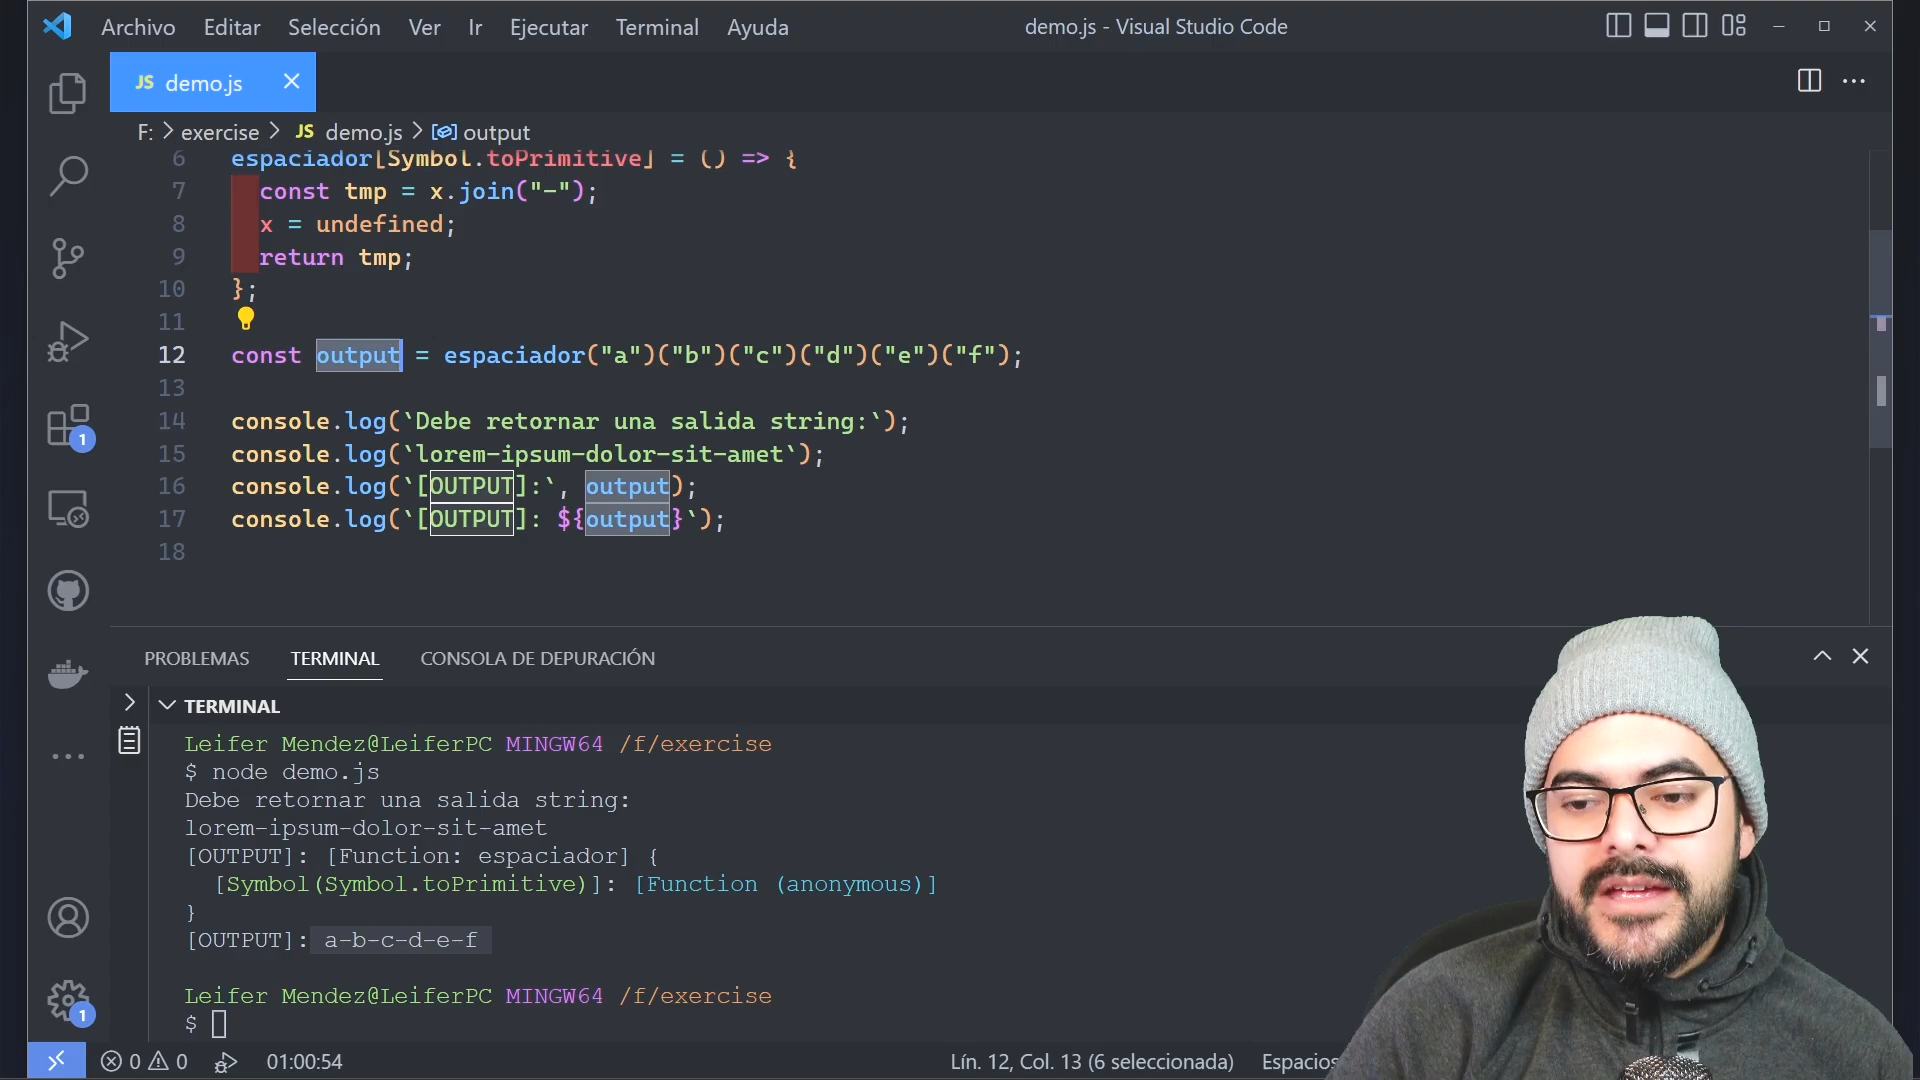 Archivo Editar Selección Ver Ir Ejecutar Terminal Ayuda demo.js - Visual Studio Code
JS demo.js
F: > exercise > JS demo.js > output
6 espaciador[Symbol.toPrimitive] = () => {
7 const tmp = x.join("-");
8 x = undefined;
9 return tmp;
10 };
11
12 const output = espaciador("a")("b")("c")("d")("e")("f");
13
14 console.log(`Debe retornar una salida string:`);
15 console.log(`lorem-ipsum-dolor-sit-amet`);
16 console.log(`[OUTPUT]:`, output);
17 console.log(`[OUTPUT]: ${output}`);
18
1
PROBLEMAS TERMINAL CONSOLA DE DEPURACIÓN
TERMINAL
Leifer Mendez@LeiferPC MINGW64 /f/exercise
$ node demo.js
Debe retornar una salida string:
lorem-ipsum-dolor-sit-amet
[OUTPUT]: [Function: espaciador] {
[Symbol(Symbol.toPrimitive)]: [Function (anonymous)]
}
[OUTPUT]: a-b-c-d-e-f
Leifer Mendez@LeiferPC MINGW64 /f/exercise
$
1
0 0 01:00:54 Lín. 12, Col. 13 (6 seleccionada) Espacios